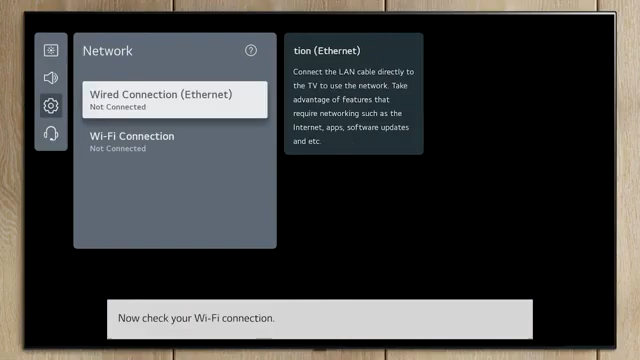 Network
?
Wired Connection (Ethernet)
Not Connected
Wi-Fi Connection
Not Connected
tion (Ethernet)
Connect the LAN cable directly to
the TV to use the network. Take
advantage of features that
require networking such as the
Internet, apps, software updates
and etc.
Now check your Wi-Fi connection.